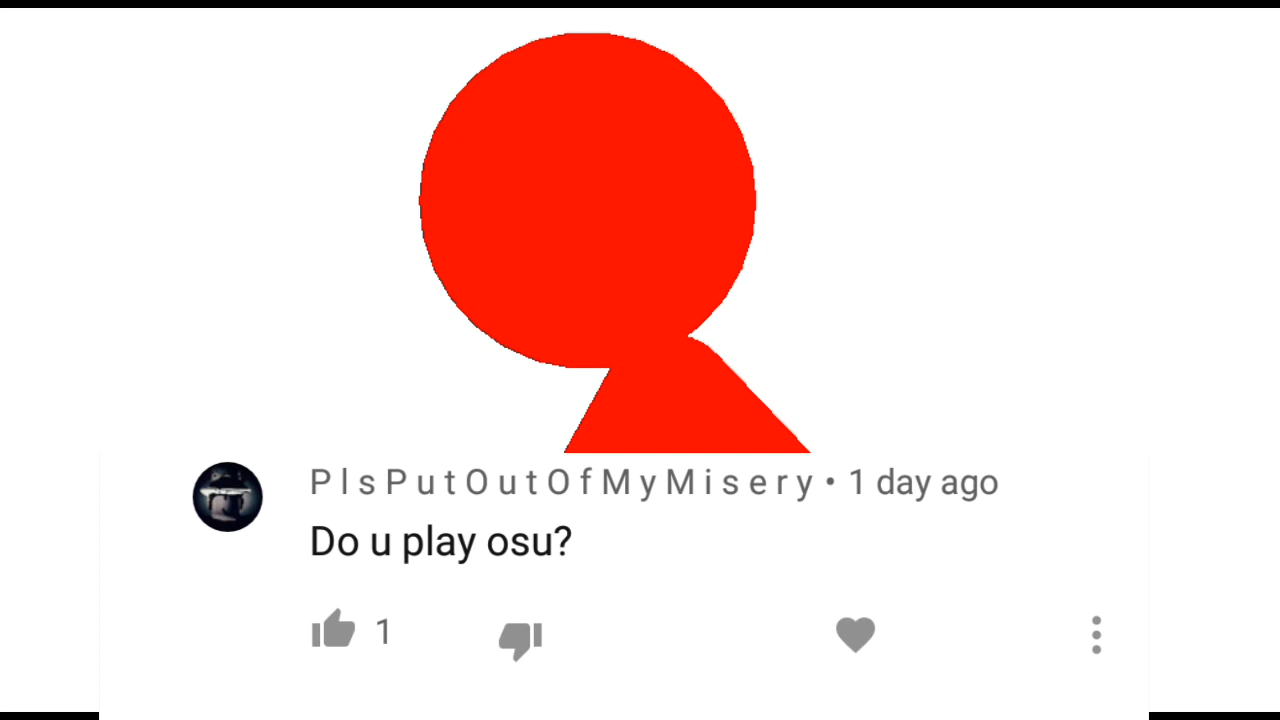 P l s P u t O u t O f M y M i s e r y • 1 day ago
Do u play osu?
1